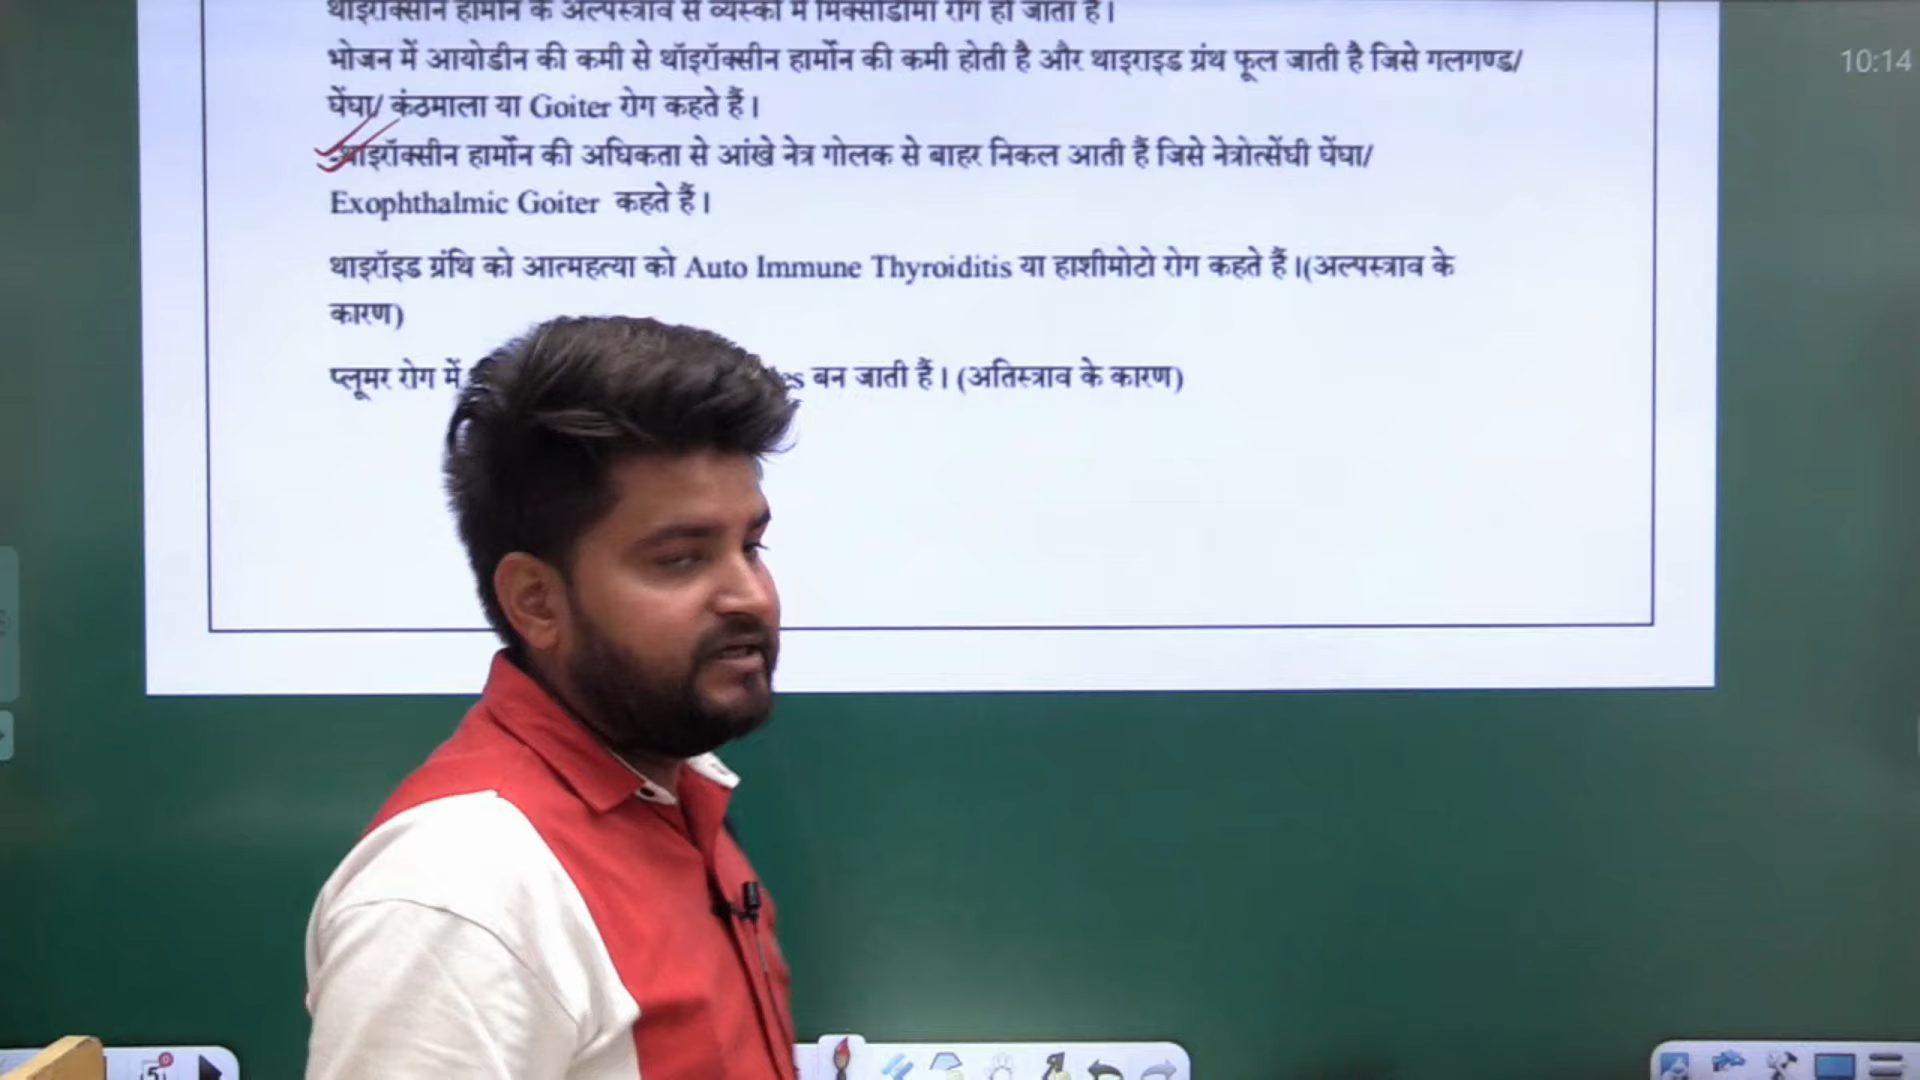 थाइरॉक्सीन हार्मोन के अल्पस्त्राव से व्यस्कों में मिक्सीडीमा रोग हो जाता है।
10:14
भोजन में आयोडीन की कमी से थॉइरॉक्सीन हार्मोन की कमी होती है और थाइराइड ग्रंथ फूल जाती है जिसे गलगण्ड/
घेंघा/ कंठमाला या Goiter रोग कहते हैं।
-थाइरॉक्सीन हार्मोन की अधिकता से आंखे नेत्र गोलक से बाहर निकल आती हैं जिसे नेत्रोत्सेंघी घेंघा/
Exophthalmic Goiter कहते हैं।
थाइरॉइड ग्रंथि को आत्महत्या को Auto Immune Thyroiditis या हाशीमोटो रोग कहते हैं।(अल्पस्त्राव के
कारण)
प्लूमर रोग में बन जाती हैं। (अतिस्त्राव के कारण)